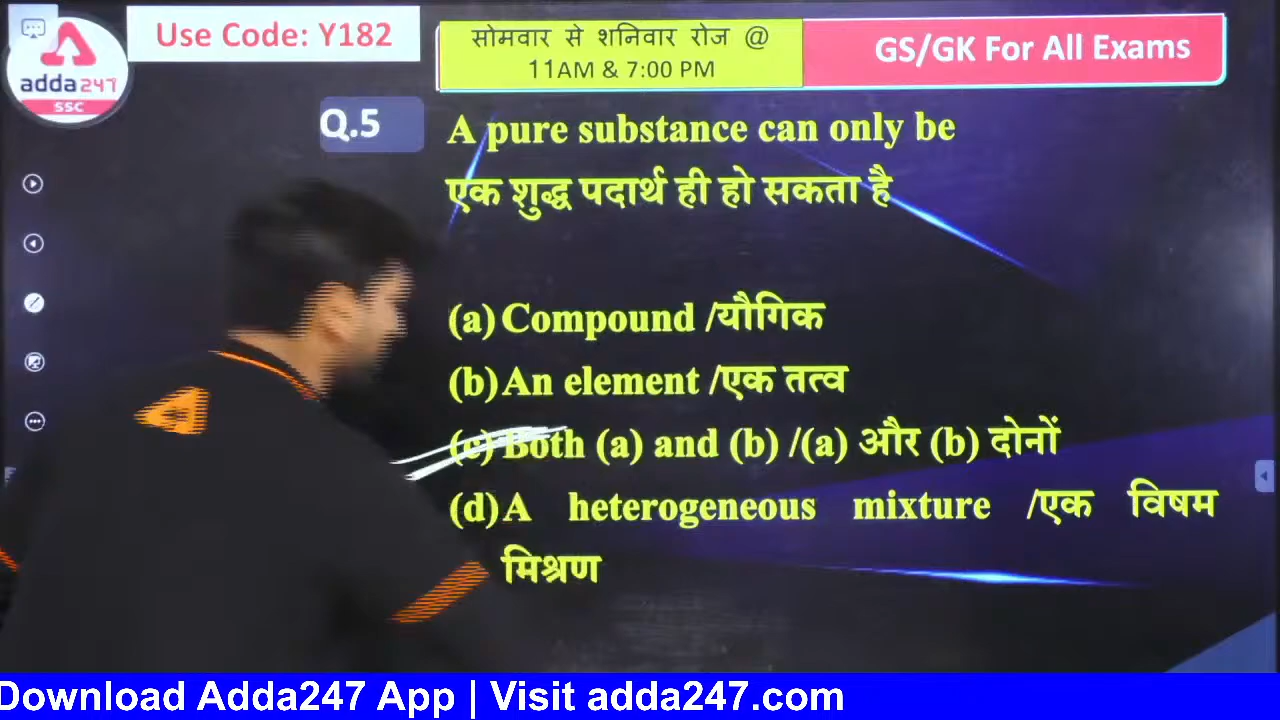 Use Code: Y182
सोमवार से शनिवार रोज @
11AM & 7:00 PM
GS/GK For All Exams
adda247
SSC
Q.5
A pure substance can only be
एक शुद्ध पदार्थ ही हो सकता है
(a) Compound /यौगिक
(b) An element /एक तत्व
(c) Both (a) and (b) /(a) और (b) दोनों
(d) A heterogeneous mixture /एक विषम
मिश्रण
Download Adda247 App | Visit adda247.com